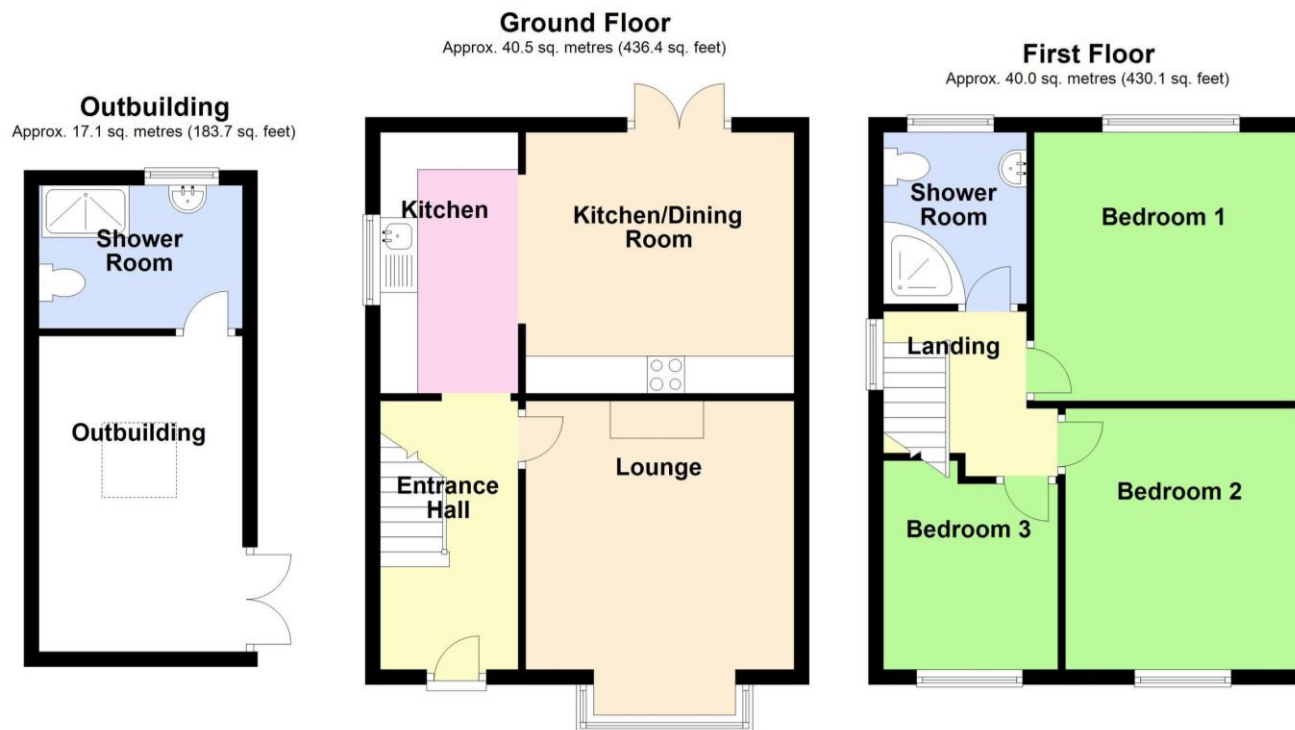 Outbuilding
Approx. 17.1 sq. metres (183.7 sq. feet)
Shower
Room
Outbuilding
Ground Floor
Approx. 40.5 sq. metres (436.4 sq. feet)
Kitchen
Kitchen/Dining
Room
Entrance
Hall
Lounge
First Floor
Approx. 40.0 sq. metres (430.1 sq. feet)
Shower
Room
Bedroom 1
Landing
Bedroom 2
Bedroom 3